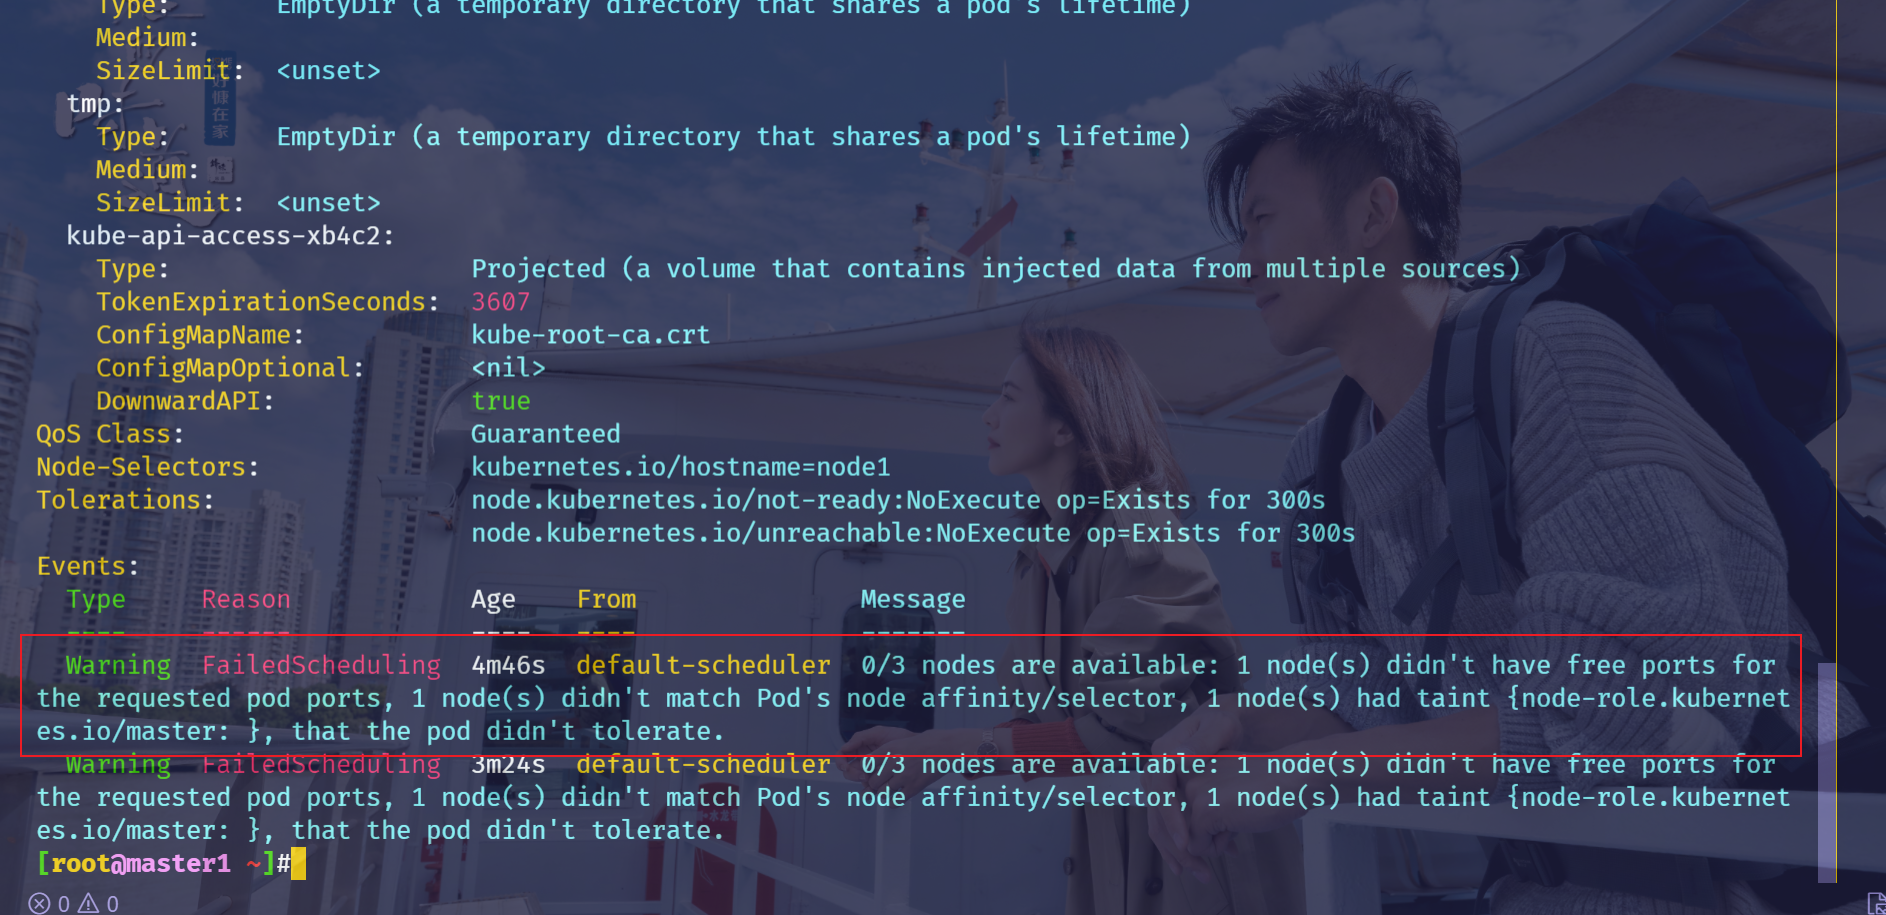 Type: EmptyDir (a temporary directory that shares a pod's lifetime)
Medium:
SizeLimit: <unset>
tmp:
Type: EmptyDir (a temporary directory that shares a pod's lifetime)
Medium:
SizeLimit: <unset>
kube-api-access-xb4c2:
Type: Projected (a volume that contains injected data from multiple sources)
TokenExpirationSeconds: 3607
ConfigMapName: kube-root-ca.crt
ConfigMapOptional: <nil>
DownwardAPI: true
QoS Class: Guaranteed
Node-Selectors: kubernetes.io/hostname=node1
Tolerations: node.kubernetes.io/not-ready:NoExecute op=Exists for 300s
node.kubernetes.io/unreachable:NoExecute op=Exists for 300s
Events:
Type Reason Age From Message
---- ------ ---- ---- -------
Warning FailedScheduling 4m46s default-scheduler 0/3 nodes are available: 1 node(s) didn't have free ports for
the requested pod ports, 1 node(s) didn't match Pod's node affinity/selector, 1 node(s) had taint {node-role.kubernet
es.io/master: }, that the pod didn't tolerate.
Warning FailedScheduling 3m24s default-scheduler 0/3 nodes are available: 1 node(s) didn't have free ports for
the requested pod ports, 1 node(s) didn't match Pod's node affinity/selector, 1 node(s) had taint {node-role.kubernet
es.io/master: }, that the pod didn't tolerate.
[root@master1 ~]#
0 0